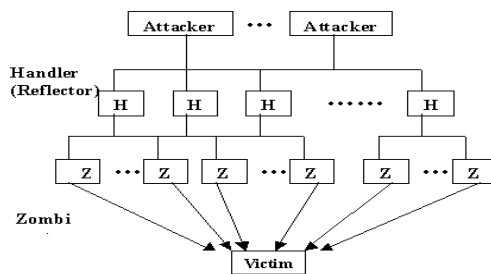 Attacker ... Attacker
Handler
(Reflector)
H H H ...... H
Z ... Z Z ... Z Z ... Z
Zombi
Victim